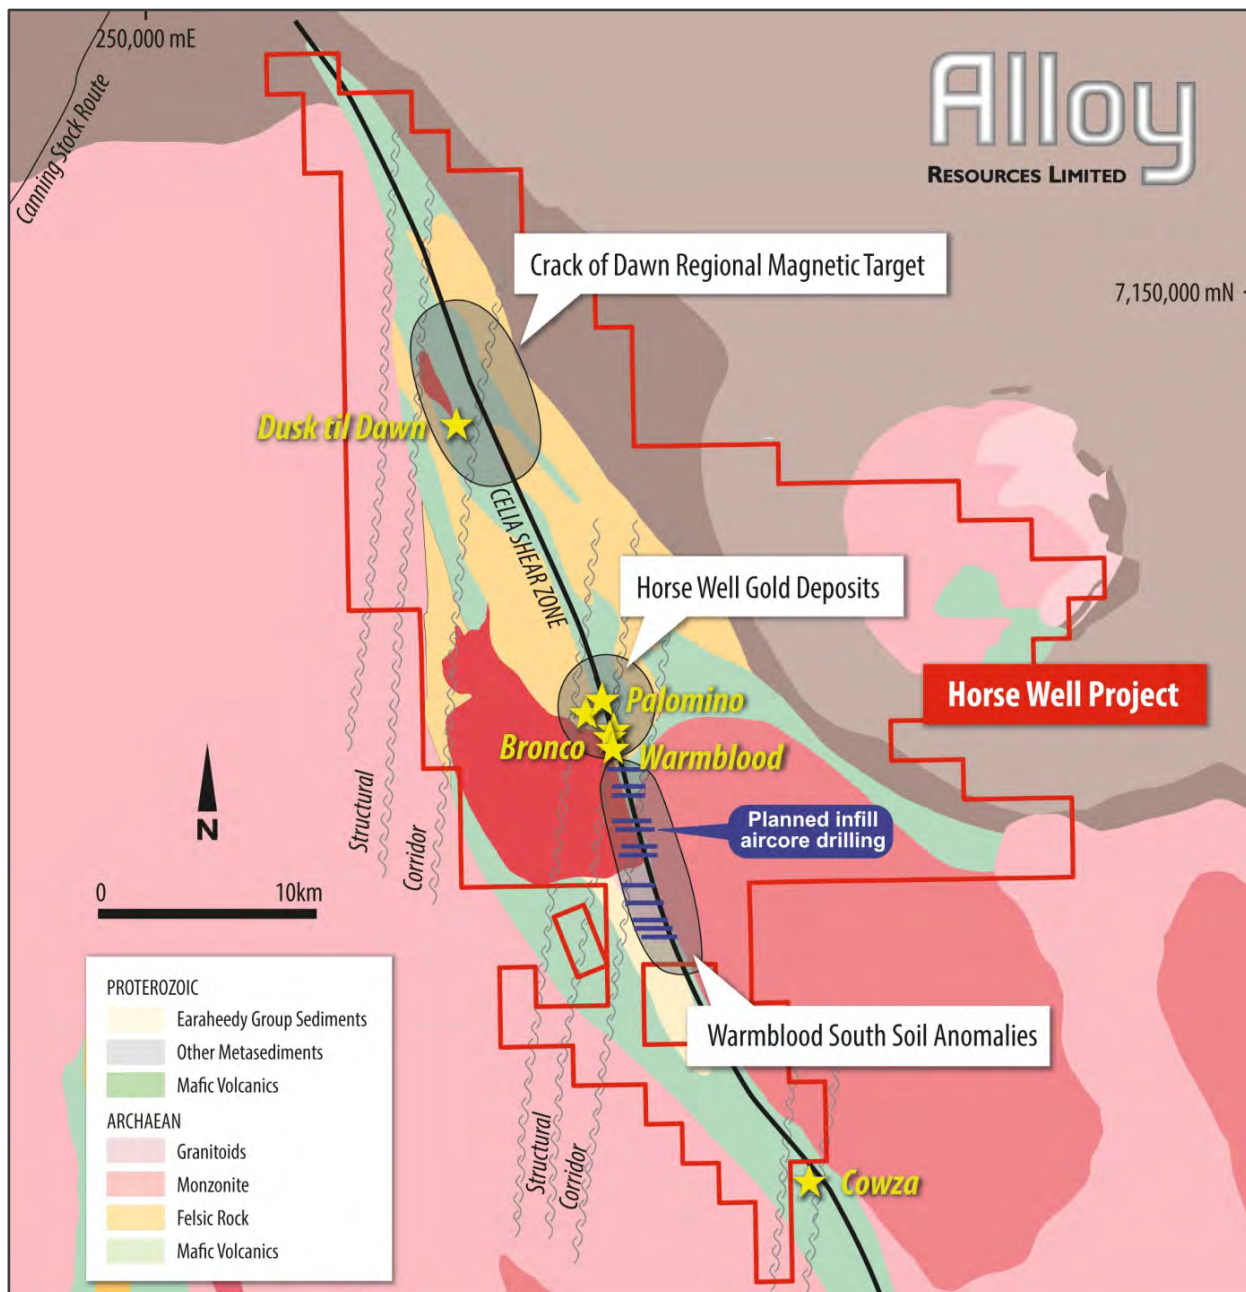 250,000 mE
Canning Stock Route
Alloy
RESOURCES LIMITED
Crack of Dawn Regional Magnetic Target
7,150,000 mN
Dusk til Dawn
CELIA SHEAR ZONE
Horse Well Gold Deposits
Horse Well Project
Palomino
Bronco
Warmblood
Structural
Corridor
Planned infill
aircore drilling
N
0
10km
Warmblood South Soil Anomalies
Structural
Corridor
Cowza
PROTEROZOIC
Earaheedy Group Sediments
Other Metasediments
Mafic Volcanics
ARCHAEAN
Granitoids
Monzonite
Felsic Rock
Mafic Volcanics